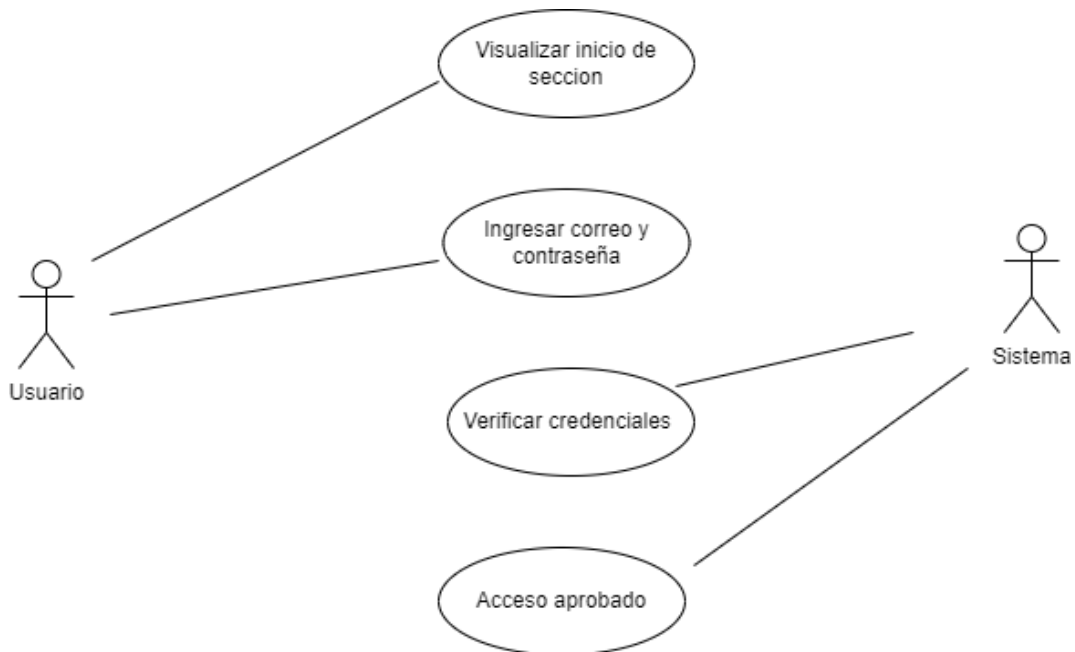 Visualizar inicio de
seccion
Ingresar correo y
contraseña
Usuario
Sistema
Verificar credenciales
Acceso aprobado